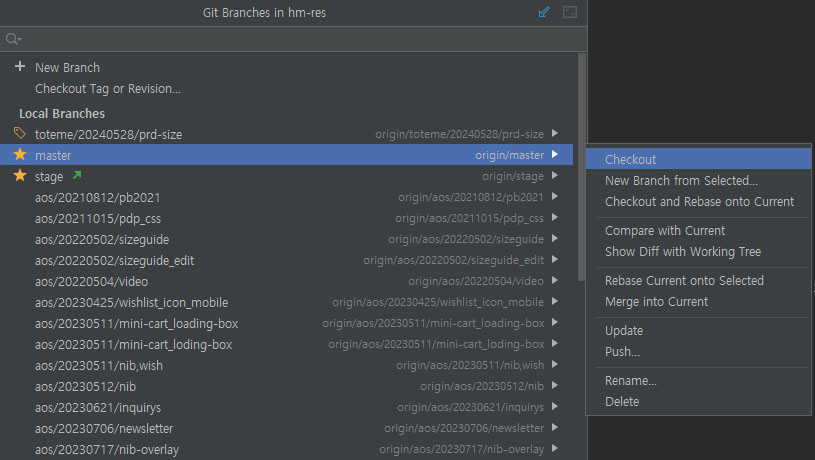 Git Branches in hm-res
New Branch
Checkout Tag or Revision...
Local Branches
toteme/20240528/prd-size origin/toteme/20240528/prd-size
master origin/master
stage origin/stage
aos/20210812/pb2021 origin/aos/20210812/pb2021
aos/20211015/pdp_css origin/aos/20211015/pdp_css
aos/20220502/sizeguide origin/aos/20220502/sizeguide
aos/20220502/sizeguide_edit origin/aos/20220502/sizeguide_edit
aos/20220504/video origin/aos/20220504/video
aos/20230425/wishlist_icon_mobile origin/aos/20230425/wishlist_icon_mobile
aos/20230511/mini-cart_loading-box origin/aos/20230511/mini-cart_loading-box
aos/20230511/mini-cart_loding-box origin/aos/20230511/mini-cart_loding-box
aos/20230511/nib,wish origin/aos/20230511/nib,wish
aos/20230512/nib origin/aos/20230512/nib
aos/20230621/inquirys origin/aos/20230621/inquirys
aos/20230706/newsletter origin/aos/20230706/newsletter
aos/20230717/nib-overlay origin/aos/20230717/nib-overlay
Checkout
New Branch from Selected...
Checkout and Rebase onto Current
Compare with Current
Show Diff with Working Tree
Rebase Current onto Selected
Merge into Current
Update
Push...
Rename...
Delete